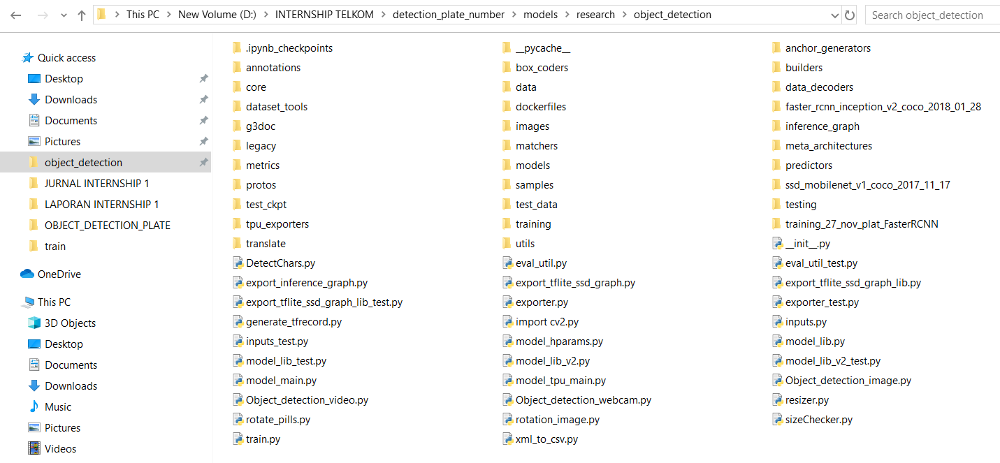 This PC > New Volume (D:) > INTERNSHIP TELKOM > detection_plate_number > models > research > object_detection
Search object_detection
Quick access
Desktop
Downloads
Documents
Pictures
object_detection
JURNAL INTERNSHIP 1
LAPORAN INTERNSHIP 1
OBJECT_DETECTION_PLATE
train
OneDrive
This PC
3D Objects
Desktop
Documents
Downloads
Music
Pictures
Videos
.ipynb_checkpoints __pycache__ anchor_generators
annotations box_coders builders
core data data_decoders
dataset_tools dockerfiles faster_rcnn_inception_v2_coco_2018_01_28
g3doc images inference_graph
legacy matchers meta_architectures
metrics models predictors
protos samples ssd_mobilenet_v1_coco_2017_11_17
test_ckpt test_data testing
tpu_exporters training training_27_nov_plat_FasterRCNN
translate utils __init__.py
DetectChars.py eval_util.py eval_util_test.py
export_inference_graph.py export_tflite_ssd_graph.py export_tflite_ssd_graph_lib.py
export_tflite_ssd_graph_lib_test.py exporter.py exporter_test.py
generate_tfrecord.py import cv2.py inputs.py
inputs_test.py model_hparams.py model_lib.py
model_lib_test.py model_lib_v2.py model_lib_v2_test.py
model_main.py model_tpu_main.py Object_detection_image.py
Object_detection_video.py Object_detection_webcam.py resizer.py
rotate_pills.py rotation_image.py sizeChecker.py
train.py xml_to_csv.py